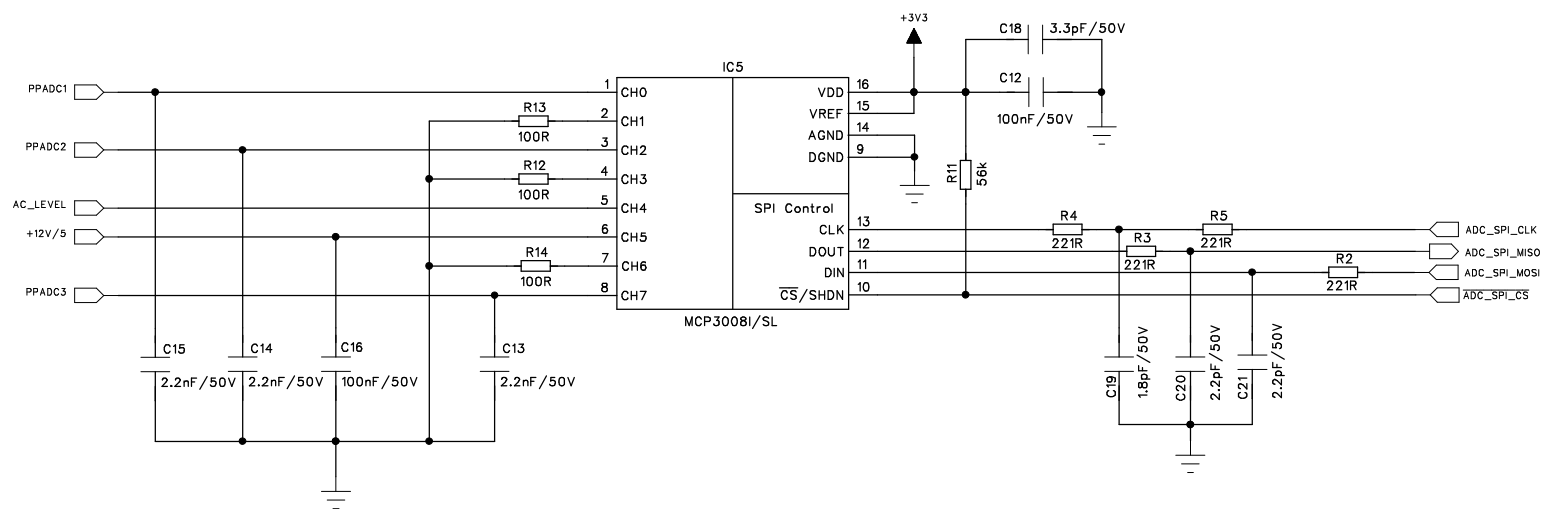 +3V3
C18 3.3pF/50V
IC5
C12
100nF/50V
PPADC1
1 CH0
VDD 16
VREF 15
R13
100R
2 CH1
AGND 14
PPADC2
3 CH2
DGND 9
R12
100R
4 CH3
R11 56k
AC_LEVEL
5 CH4
SPI Control
+12V/5
6 CH5
CLK 13
R4
221R
R5
221R
ADC_SPI_CLK
DOUT 12
R3
221R
ADC_SPI_MISO
R14
100R
7 CH6
DIN 11
R2
221R
ADC_SPI_MOSI
PPADC3
8 CH7
CS/SHDN 10
ADC_SPI_CS
MCP3008I/SL
C15
2.2nF/50V
C14
2.2nF/50V
C16
100nF/50V
C13
2.2nF/50V
C19 1.8pF/50V
C20 2.2pF/50V
C21 2.2pF/50V